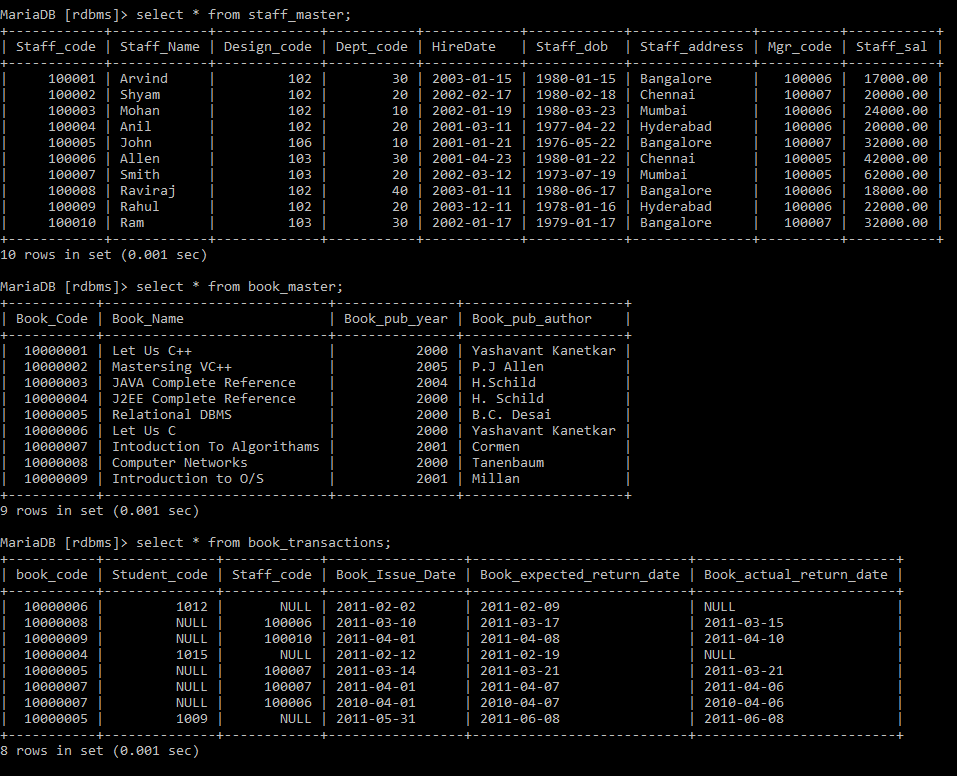 MariaDB [rdbms]> select * from staff_master;
+------------+------------+-------------+-----------+------------+------------+---------------+----------+-----------+
| Staff_code | Staff_Name | Design_code | Dept_code | HireDate   | Staff_dob  | Staff_address | Mgr_code | Staff_sal |
+------------+------------+-------------+-----------+------------+------------+---------------+----------+-----------+
|     100001 | Arvind     |         102 |        30 | 2003-01-15 | 1980-01-15 | Bangalore     |   100006 |  17000.00 |
|     100002 | Shyam      |         102 |        20 | 2002-02-17 | 1980-02-18 | Chennai       |   100007 |  20000.00 |
|     100003 | Mohan      |         102 |        10 | 2002-01-19 | 1980-03-23 | Mumbai        |   100006 |  24000.00 |
|     100004 | Anil       |         102 |        20 | 2001-03-11 | 1977-04-22 | Hyderabad     |   100006 |  20000.00 |
|     100005 | John       |         106 |        10 | 2001-01-21 | 1976-05-22 | Bangalore     |   100007 |  32000.00 |
|     100006 | Allen      |         103 |        30 | 2001-04-23 | 1980-01-22 | Chennai       |   100005 |  42000.00 |
|     100007 | Smith      |         103 |        20 | 2002-03-12 | 1973-07-19 | Mumbai        |   100005 |  62000.00 |
|     100008 | Raviraj    |         102 |        40 | 2003-01-11 | 1980-06-17 | Bangalore     |   100006 |  18000.00 |
|     100009 | Rahul      |         102 |        20 | 2003-12-11 | 1978-01-16 | Hyderabad     |   100006 |  22000.00 |
|     100010 | Ram        |         103 |        30 | 2002-01-17 | 1979-01-17 | Bangalore     |   100007 |  32000.00 |
+------------+------------+-------------+-----------+------------+------------+---------------+----------+-----------+
10 rows in set (0.001 sec)
MariaDB [rdbms]> select * from book_master;
+-----------+----------------------------+---------------+--------------------+
| Book_Code | Book_Name                  | Book_pub_year | Book_pub_author    |
+-----------+----------------------------+---------------+--------------------+
|  10000001 | Let Us C++                 |          2000 | Yashavant Kanetkar |
|  10000002 | Mastersing VC++            |          2005 | P.J Allen          |
|  10000003 | JAVA Complete Reference    |          2004 | H.Schild           |
|  10000004 | J2EE Complete Reference    |          2000 | H. Schild          |
|  10000005 | Relational DBMS            |          2000 | B.C. Desai         |
|  10000006 | Let Us C                   |          2000 | Yashavant Kanetkar |
|  10000007 | Intoduction To Algorithams |          2001 | Cormen             |
|  10000008 | Computer Networks          |          2000 | Tanenbaum          |
|  10000009 | Introduction to O/S        |          2001 | Millan             |
+-----------+----------------------------+---------------+--------------------+
9 rows in set (0.001 sec)
MariaDB [rdbms]> select * from book_transactions;
+-----------+--------------+------------+-----------------+---------------------------+-------------------------+
| book_code | Student_code | Staff_code | Book_Issue_Date | Book_expected_return_date | Book_actual_return_date |
+-----------+--------------+------------+-----------------+---------------------------+-------------------------+
|  10000006 |         1012 |       NULL | 2011-02-02      | 2011-02-09                | NULL                    |
|  10000008 |         NULL |     100006 | 2011-03-10      | 2011-03-17                | 2011-03-15              |
|  10000009 |         NULL |     100010 | 2011-04-01      | 2011-04-08                | 2011-04-10              |
|  10000004 |         1015 |       NULL | 2011-02-12      | 2011-02-19                | NULL                    |
|  10000005 |         NULL |     100007 | 2011-03-14      | 2011-03-21                | 2011-03-21              |
|  10000007 |         NULL |     100007 | 2011-04-01      | 2011-04-07                | 2011-04-06              |
|  10000007 |         NULL |     100006 | 2010-04-01      | 2010-04-07                | 2010-04-06              |
|  10000005 |         1009 |       NULL | 2011-05-31      | 2011-06-08                | 2011-06-08              |
+-----------+--------------+------------+-----------------+---------------------------+-------------------------+
8 rows in set (0.001 sec)